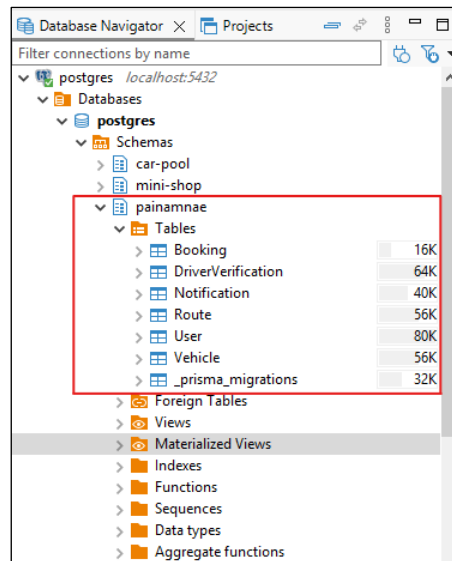 Database Navigator Projects
Filter connections by name
postgres localhost:5432
Databases
postgres
Schemas
car-pool
mini-shop
painamnae
Tables
Booking 16K
DriverVerification 64K
Notification 40K
Route 56K
User 80K
Vehicle 56K
_prisma_migrations 32K
Foreign Tables
Views
Materialized Views
Indexes
Functions
Sequences
Data types
Aggregate functions